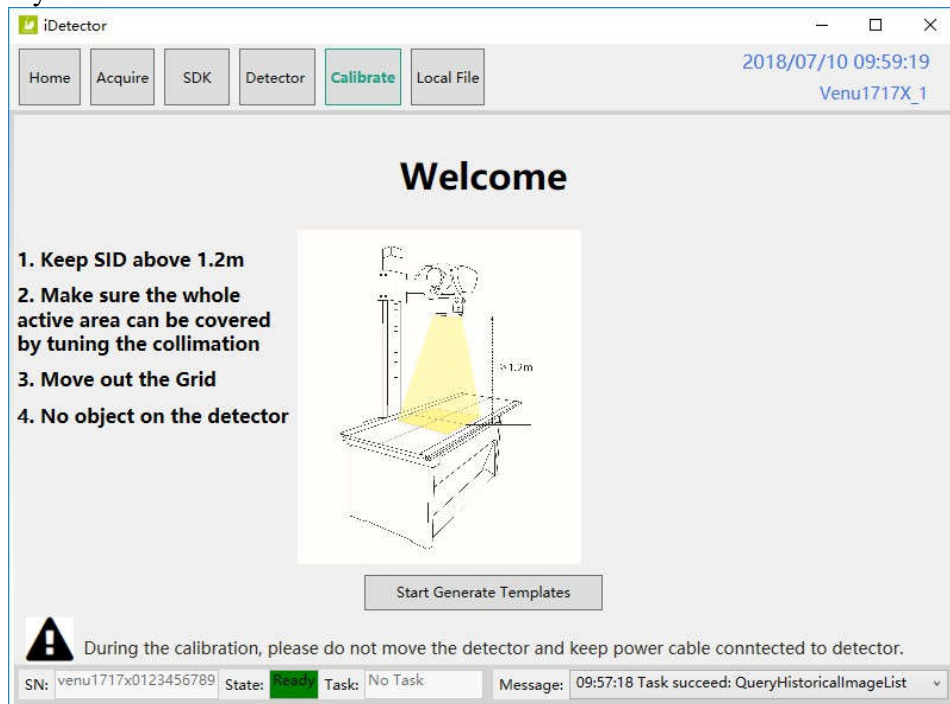 iDetector
Home Acquire SDK Detector Calibrate Local File
2018/07/10 09:59:19
Venu1717X_1
Welcome
1. Keep SID above 1.2m
2. Make sure the whole
active area can be covered
by tuning the collimation
3. Move out the Grid
4. No object on the detector
>1.2m
Start Generate Templates
During the calibration, please do not move the detector and keep power cable conntected to detector.
SN: venu1717x0123456789 State: Ready Task: No Task Message: 09:57:18 Task succeed: QueryHistoricalImageList